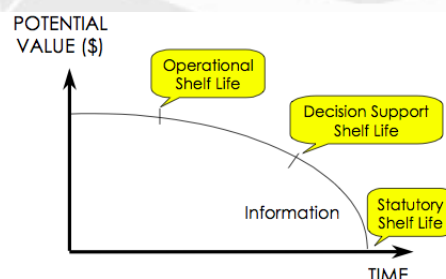 POTENTIAL
VALUE ($)
Operational
Shelf Life
Decision Support
Shelf Life
Information
Statutory
Shelf Life
TIME